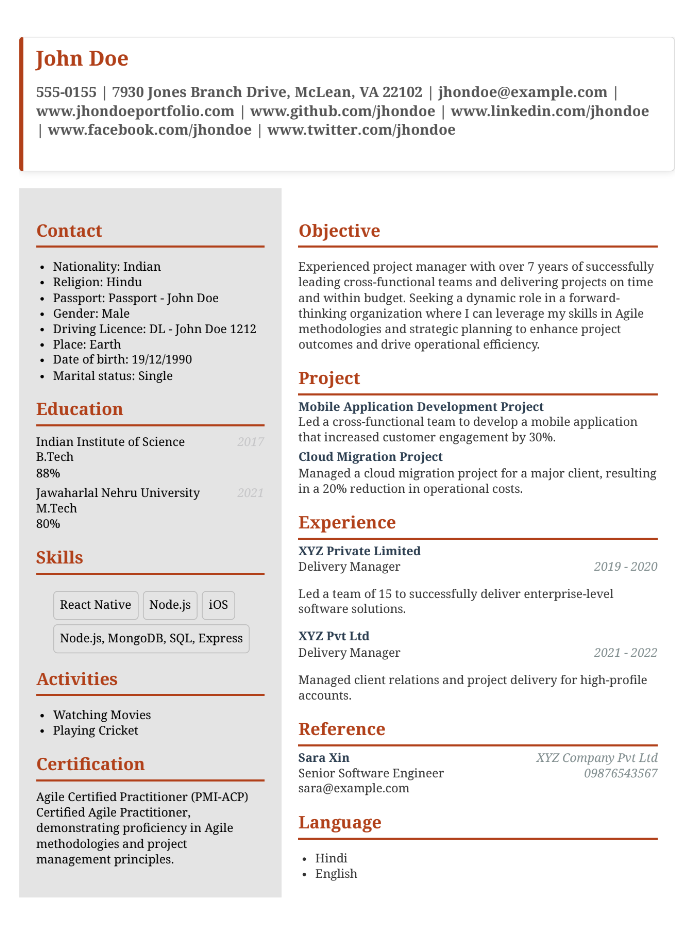 John Doe
555-0155 | 7930 Jones Branch Drive, McLean, VA 22102 | jhondoe@example.com |
www.jhondoeportfolio.com | www.github.com/jhondoe | www.linkedin.com/jhondoe
| www.facebook.com/jhondoe | www.twitter.com/jhondoe
Contact
• Nationality: Indian
• Religion: Hindu
• Passport: Passport - John Doe
• Gender: Male
• Driving Licence: DL - John Doe 1212
• Place: Earth
• Date of birth: 19/12/1990
• Marital status: Single
Education
Indian Institute of Science 2017
B.Tech
88%
Jawaharlal Nehru University 2021
M.Tech
80%
Skills
React Native Node.js iOS
Node.js, MongoDB, SQL, Express
Activities
• Watching Movies
• Playing Cricket
Certification
Agile Certified Practitioner (PMI-ACP)
Certified Agile Practitioner,
demonstrating proficiency in Agile
methodologies and project
management principles.
Objective
Experienced project manager with over 7 years of successfully
leading cross-functional teams and delivering projects on time
and within budget. Seeking a dynamic role in a forward-
thinking organization where I can leverage my skills in Agile
methodologies and strategic planning to enhance project
outcomes and drive operational efficiency.
Project
Mobile Application Development Project
Led a cross-functional team to develop a mobile application
that increased customer engagement by 30%.
Cloud Migration Project
Managed a cloud migration project for a major client, resulting
in a 20% reduction in operational costs.
Experience
XYZ Private Limited
Delivery Manager 2019 - 2020
Led a team of 15 to successfully deliver enterprise-level
software solutions.
XYZ Pvt Ltd
Delivery Manager 2021 - 2022
Managed client relations and project delivery for high-profile
accounts.
Reference
Sara Xin XYZ Company Pvt Ltd
Senior Software Engineer 09876543567
sara@example.com
Language
• Hindi
• English